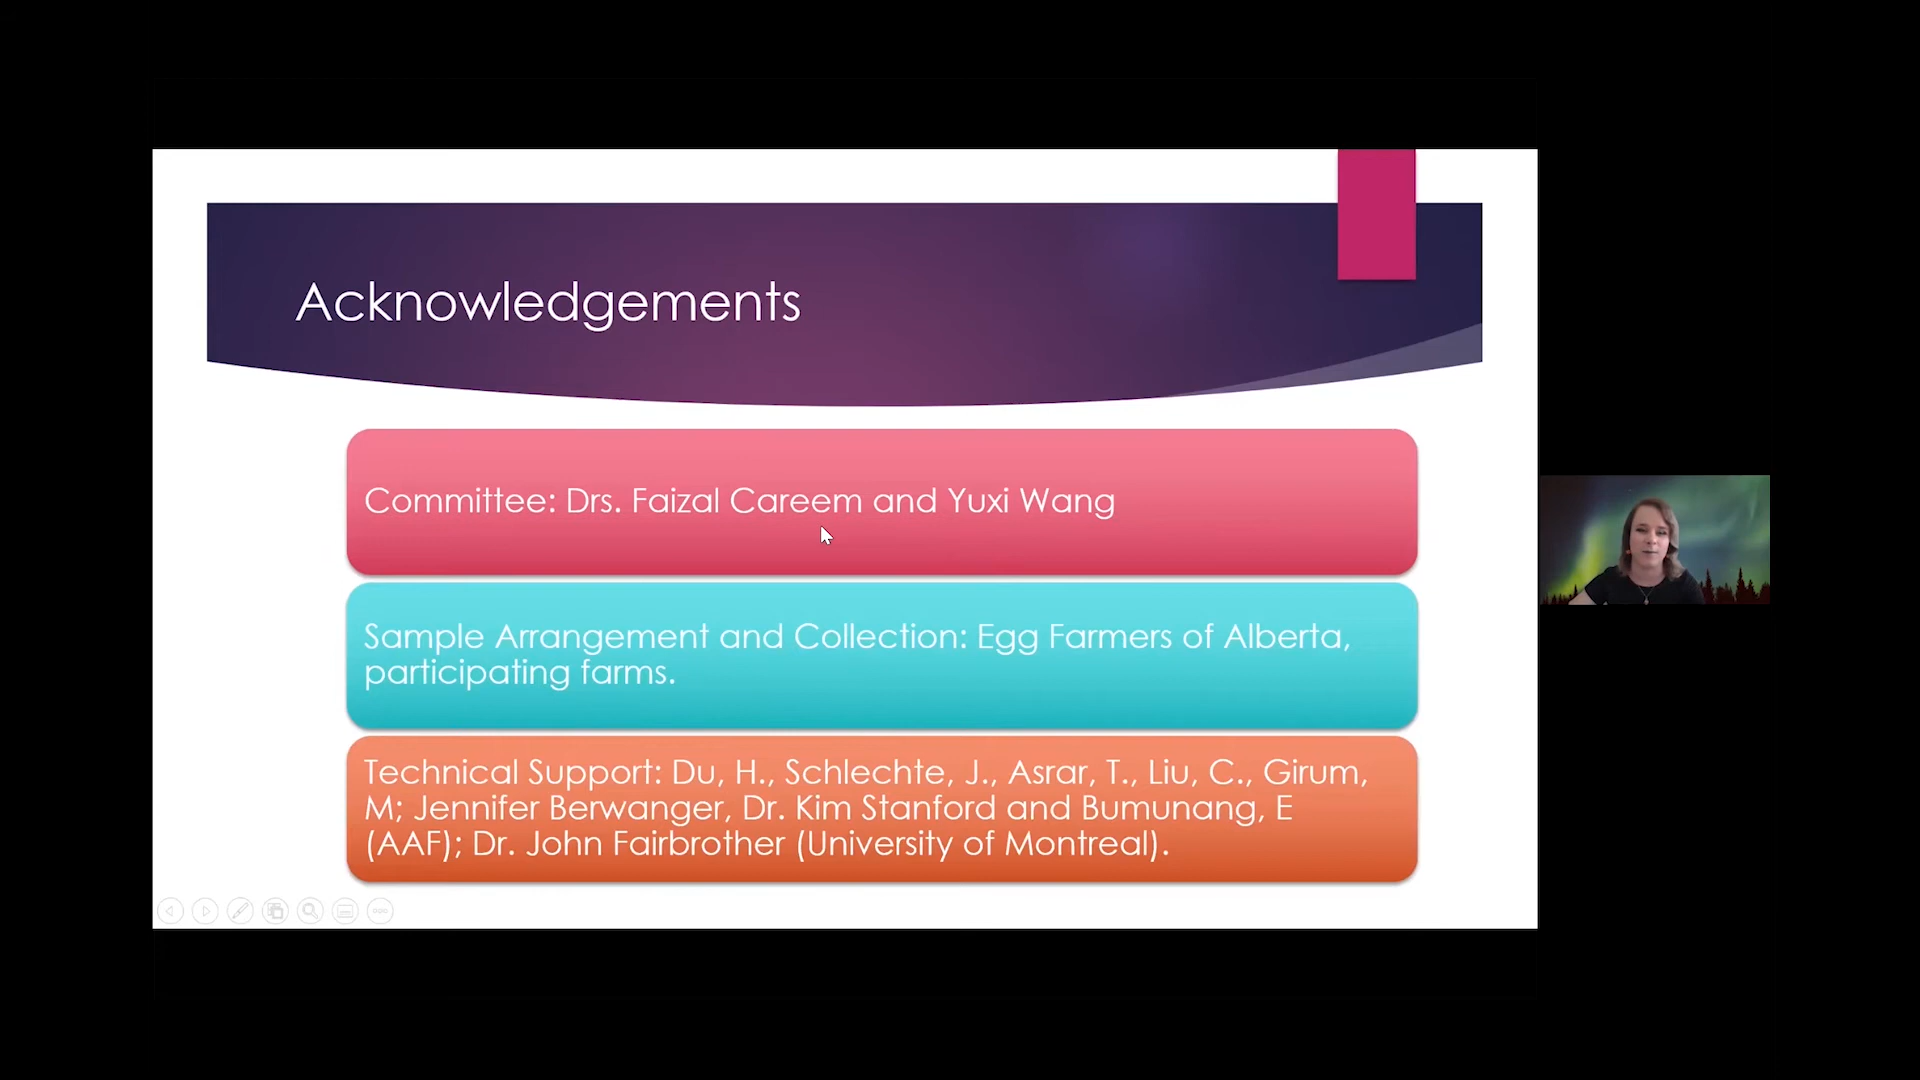 Acknowledgements
Committee: Drs. Faizal Careem and Yuxi Wang
Sample Arrangement and Collection: Egg Farmers of Alberta,
participating farms.
Technical Support: Du, H., Schlechte, J., Asrar, T., Liu, C., Girum,
M; Jennifer Berwanger, Dr. Kim Stanford and Bumunang, E
(AAF); Dr. John Fairbrother (University of Montreal).